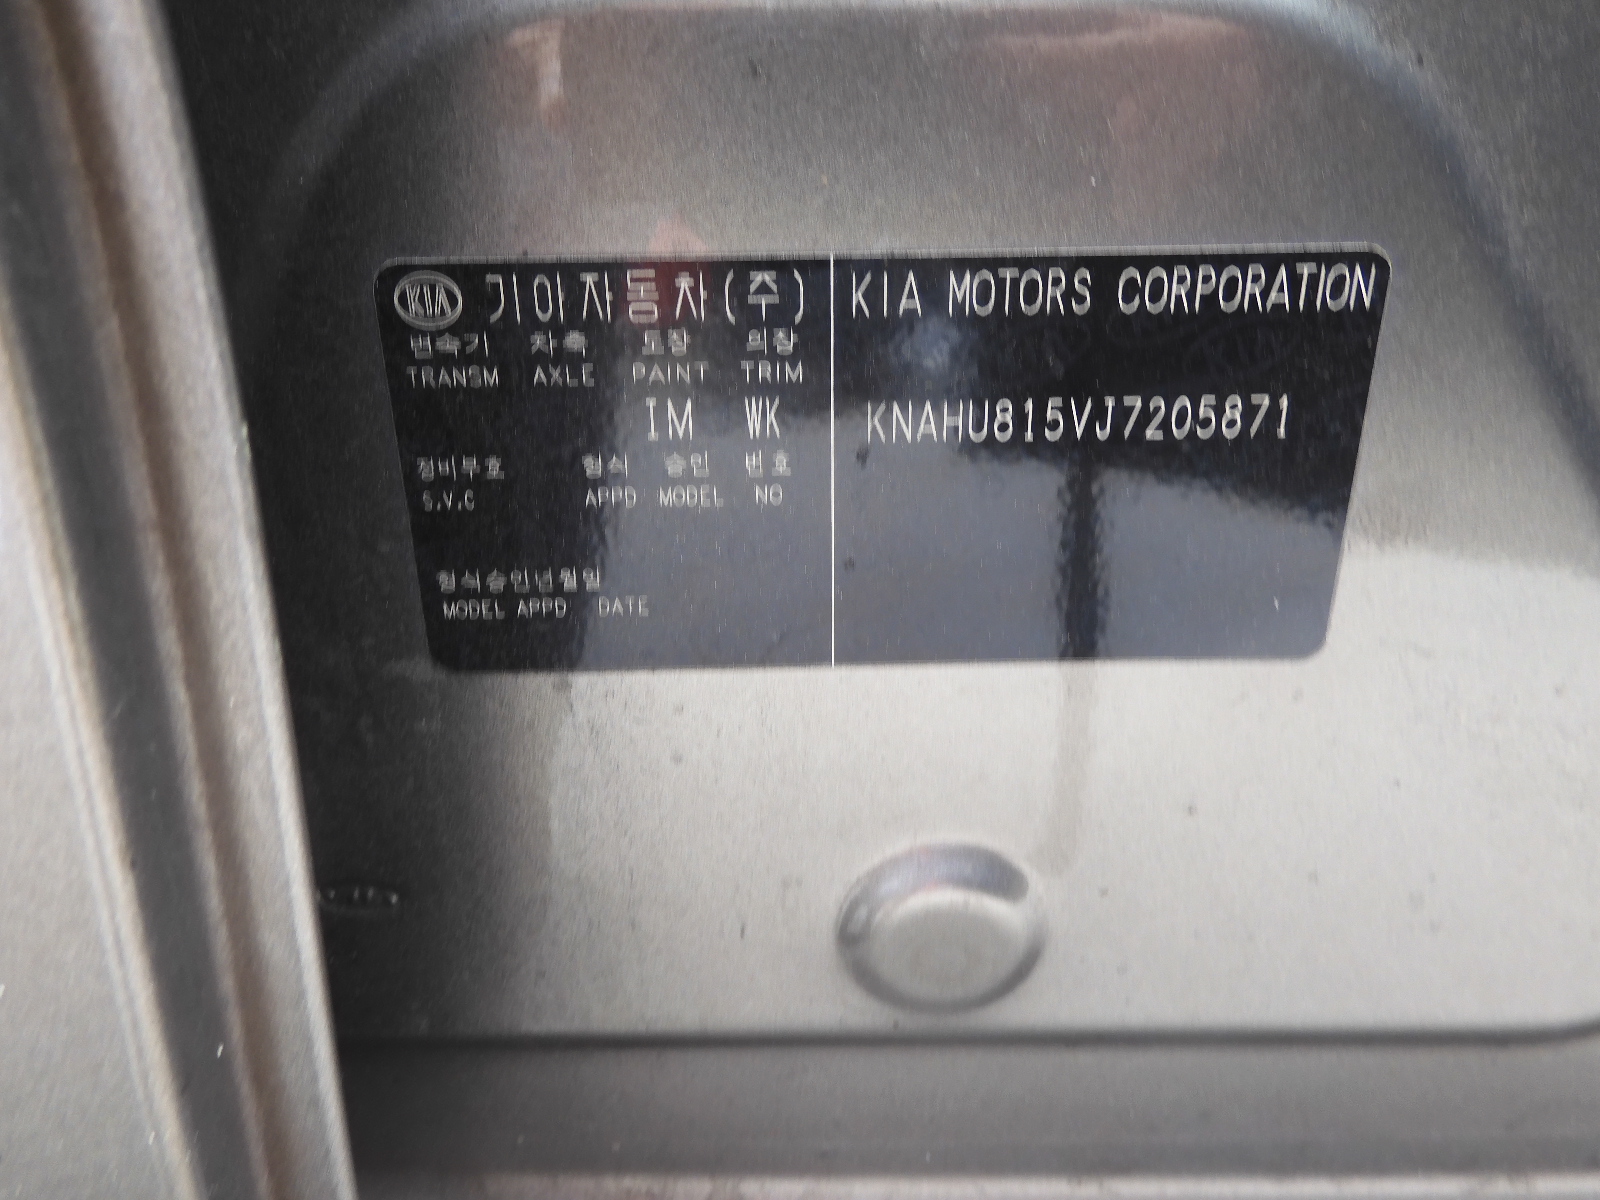 KIA 기아자동차(주) KIA MOTORS CORPORATION
변속기 차축 도장 의장
TRANSM AXLE PAINT TRIM
IM WK KNAHU815VJ7205871
정비부호 형식 승인 번호
S.V.C APPD MODEL NO
형식승인년월일
MODEL APPD DATE